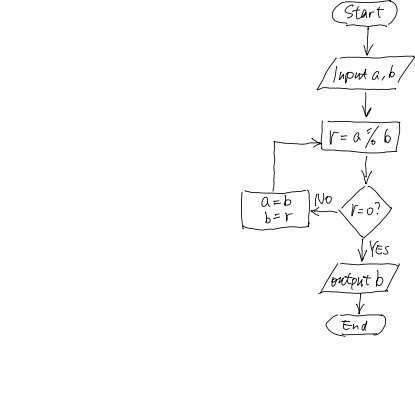 Start
Input a, b
r = a % b
r=0?
NO
a=b
b=r
YES
output b
End